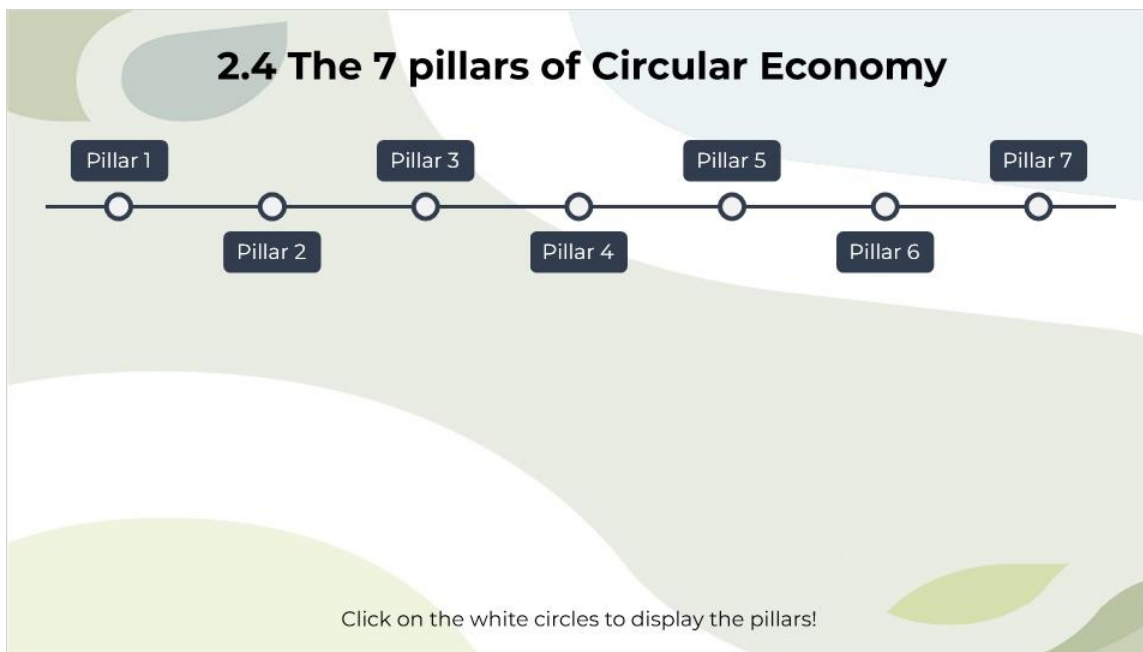 2.4 The 7 pillars of Circular Economy
Pillar 1
Pillar 2
Pillar 3
Pillar 4
Pillar 5
Pillar 6
Pillar 7
Click on the white circles to display the pillars!